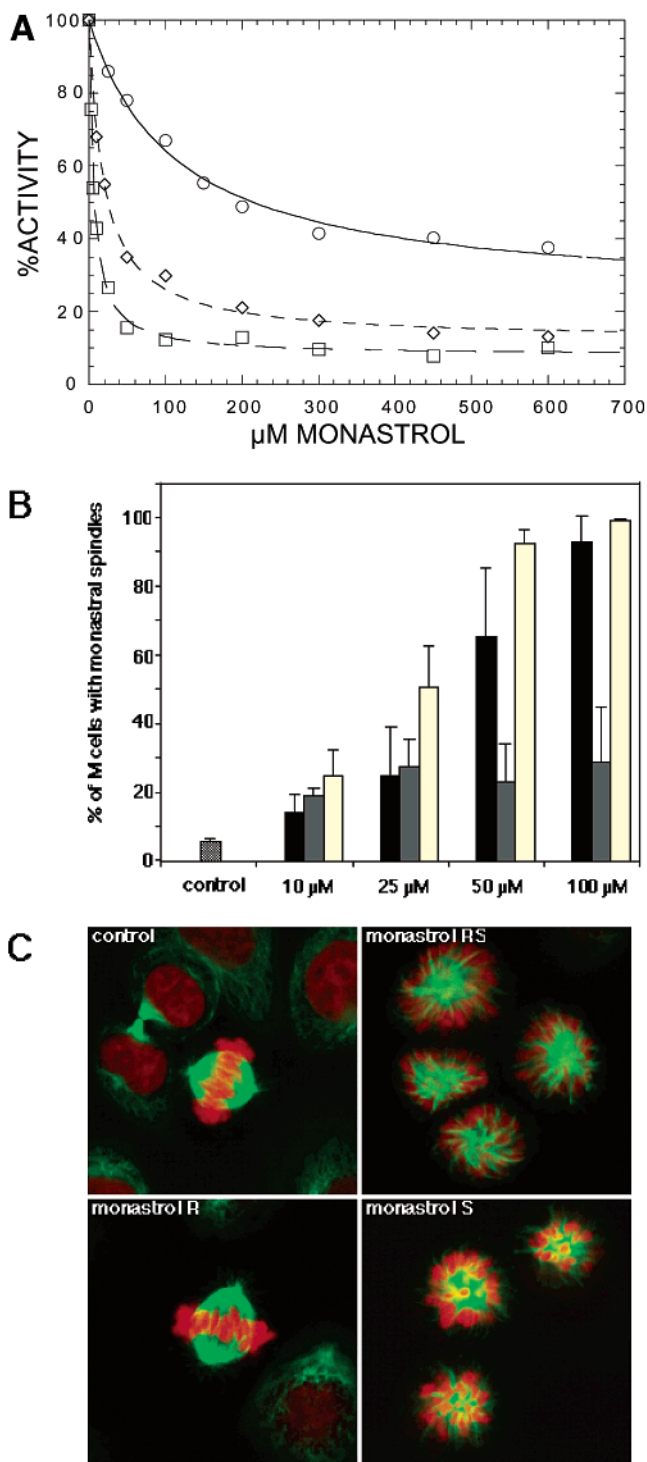 A
%ACTIVITY
100
80
60
40
20
0
0 100 200 300 400 500 600 700
µM MONASTROL
B
% of M cells with monastral spindles
100
80
60
40
20
0
control 10 µM 25 µM 50 µM 100 µM
C
control
monastrol RS
monastrol R
monastrol S